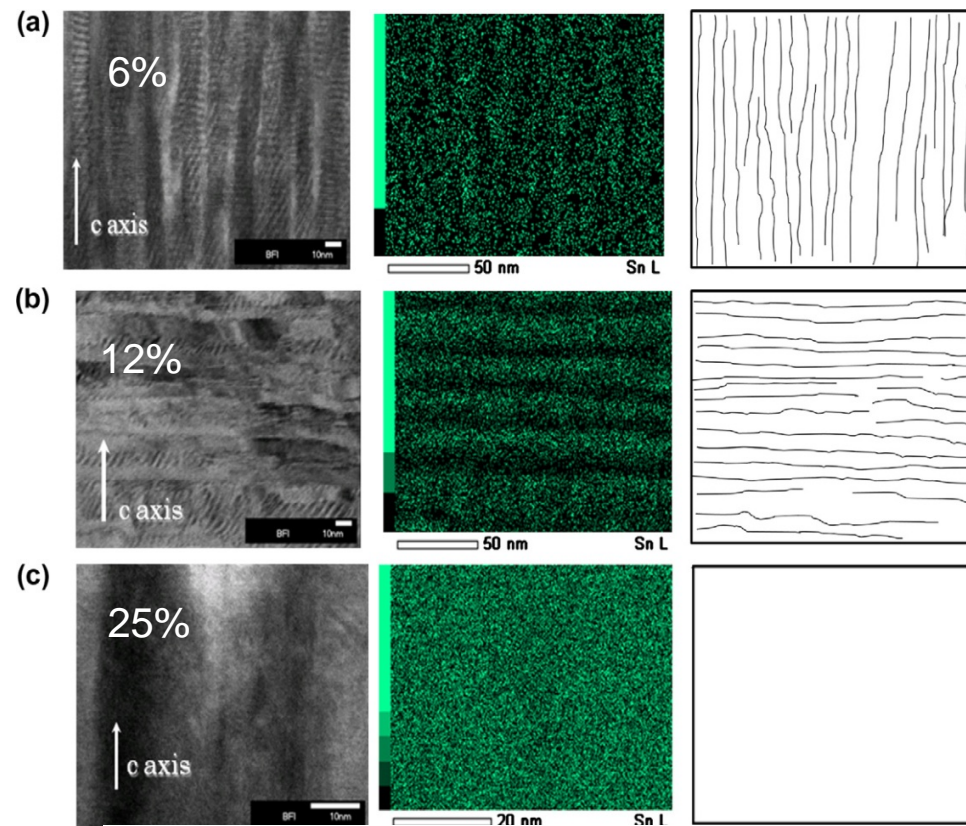 (a)
6%
c axis
BFI 10nm
50 nm Sn L
(b)
12%
c axis
BFI 10nm
50 nm Sn L
(c)
25%
c axis
BFI 10nm
20 nm Sn L